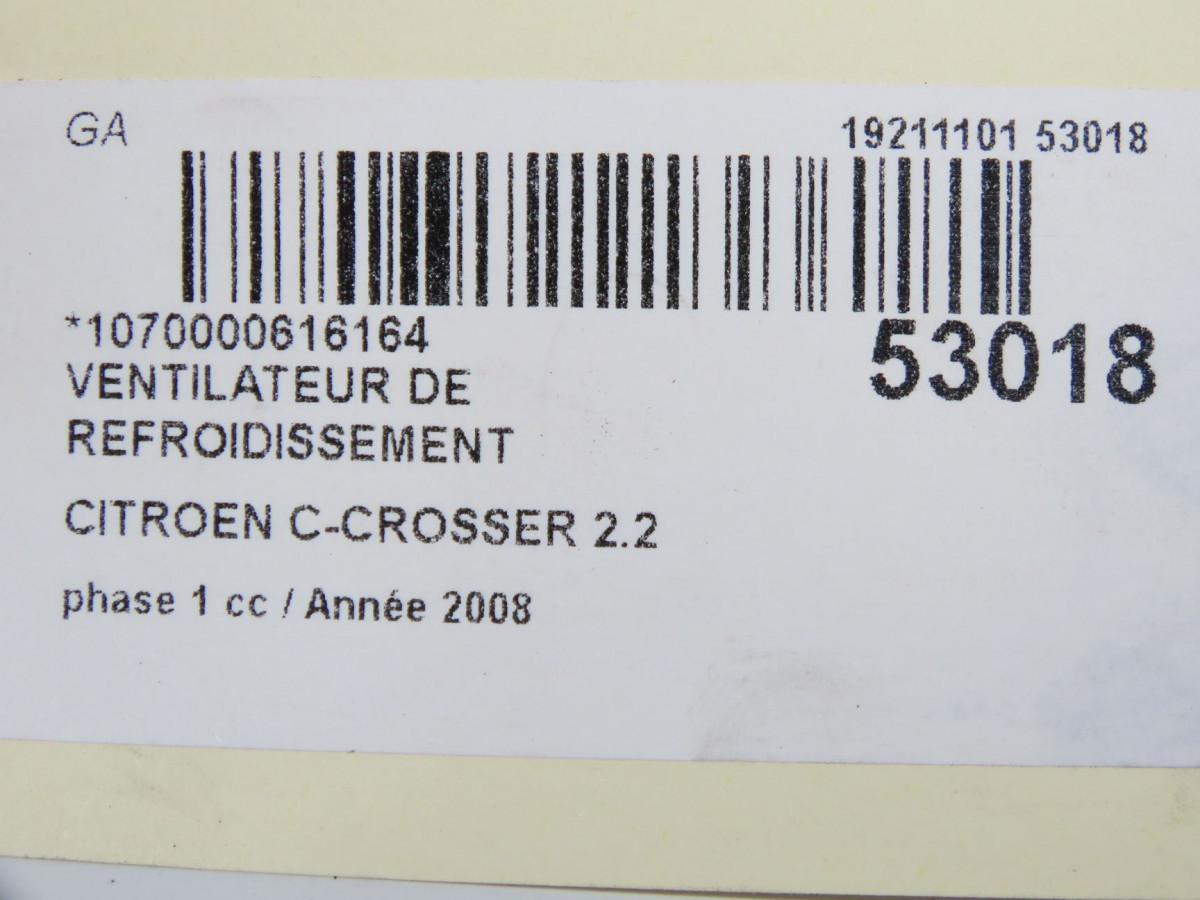 GA
19211101 53018
*1070000616164
53018
VENTILATEUR DE
REFROIDISSEMENT
CITROEN C-CROSSER 2.2
phase 1 cc / Année 2008